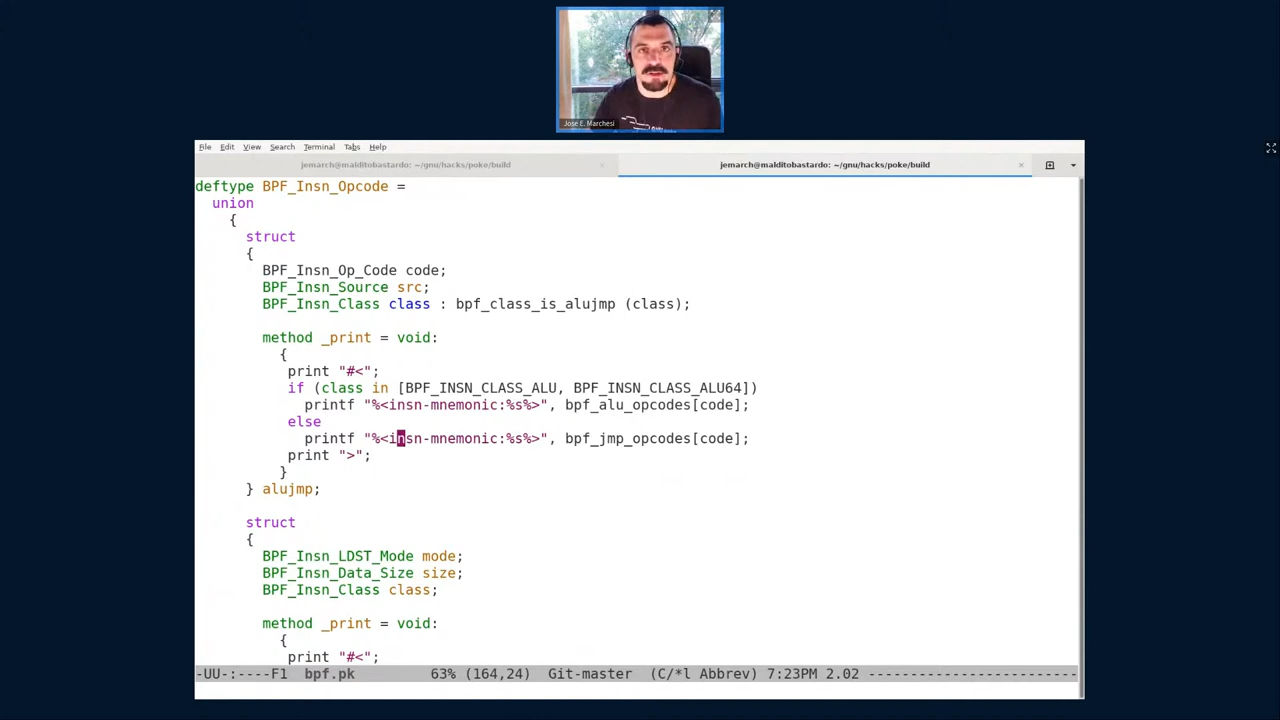 Jose E. Marchesi
File Edit View Search Terminal Tabs Help
jemarch@malditobastardo: ~/gnu/hacks/poke/build × jemarch@malditobastardo: ~/gnu/hacks/poke/build ×
deftype BPF_Insn_Opcode =
  union
    {
      struct
      {
        BPF_Insn_Op_Code code;
        BPF_Insn_Source src;
        BPF_Insn_Class class : bpf_class_is_alujmp (class);

        method _print = void:
          {
           print "#<";
           if (class in [BPF_INSN_CLASS_ALU, BPF_INSN_CLASS_ALU64])
             printf "%<insn-mnemonic:%s%>", bpf_alu_opcodes[code];
           else
             printf "%<insn-mnemonic:%s%>", bpf_jmp_opcodes[code];
           print ">";
          }
      } alujmp;

      struct
      {
        BPF_Insn_LDST_Mode mode;
        BPF_Insn_Data_Size size;
        BPF_Insn_Class class;

        method _print = void:
          {
           print "#<";
-UU-:----F1  bpf.pk         63% (164,24)   Git-master  (C/*l Abbrev) 7:23PM 2.02 -------------------------